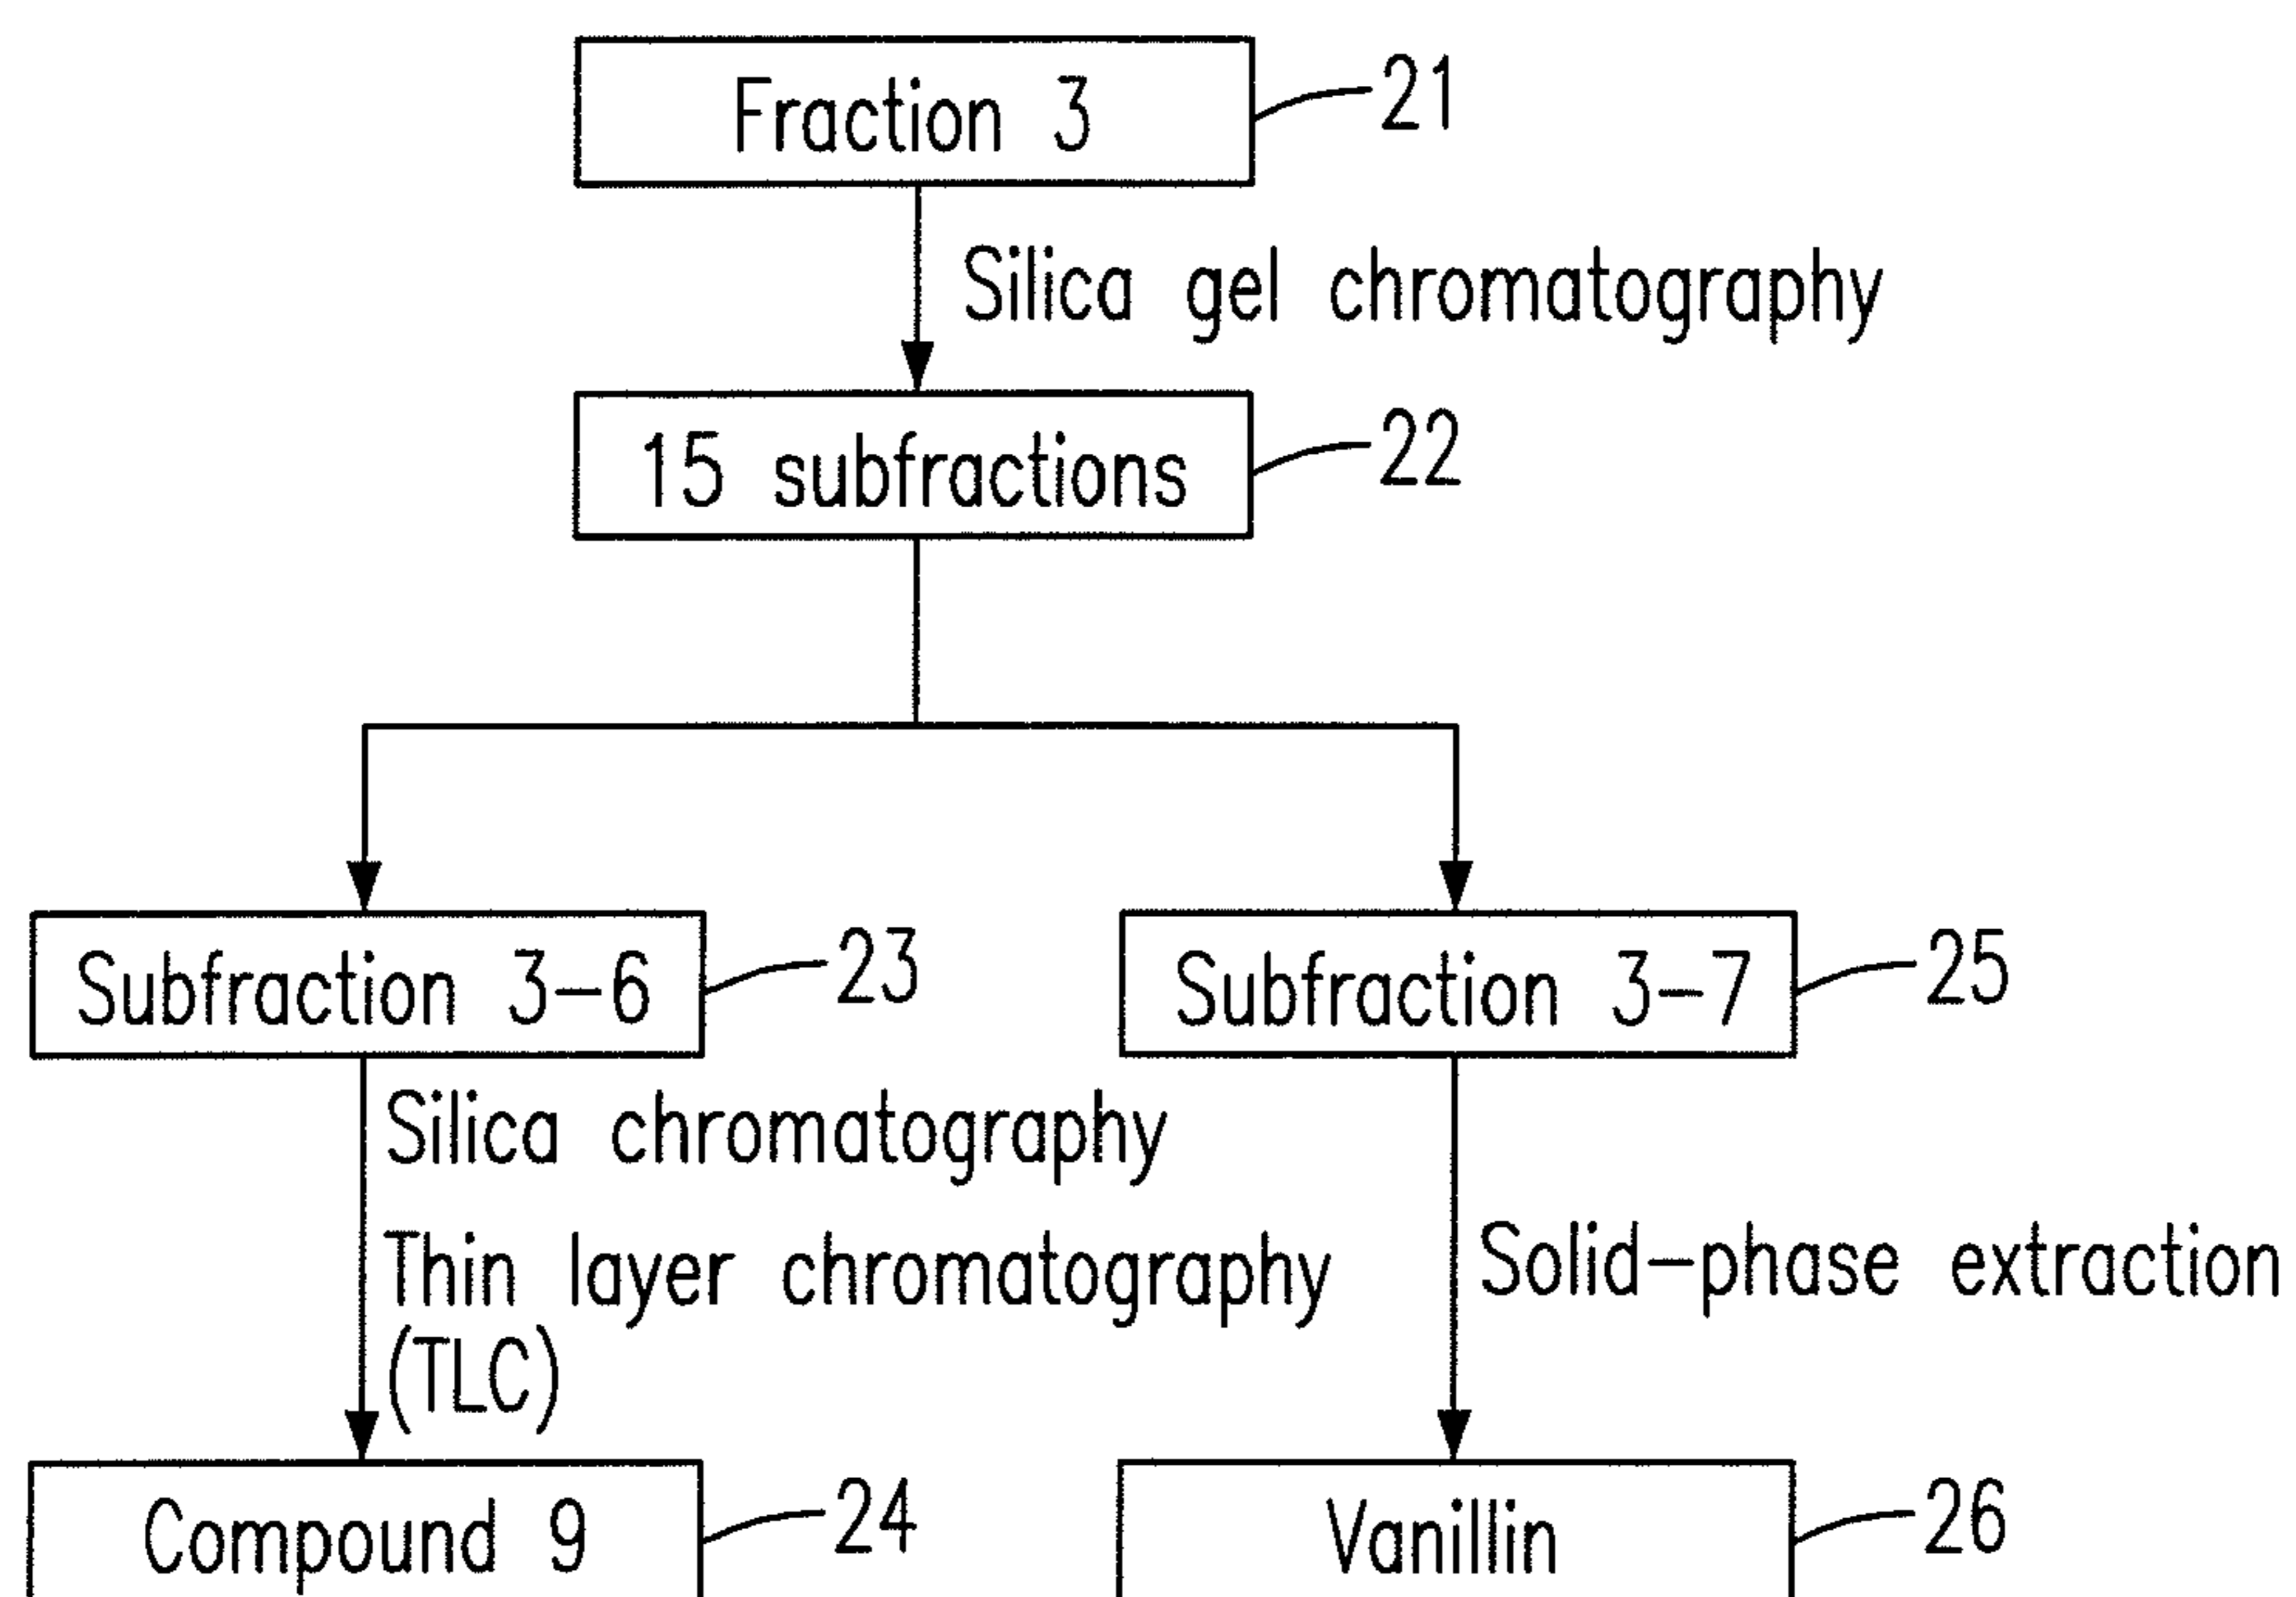 Fraction 3
21
Silica gel chromatography
15 subfractions
22
Subfraction 3-6
23
Subfraction 3-7
25
Silica chromatography
Thin layer chromatography
(TLC)
Solid-phase extraction
Compound 9
24
Vanillin
26